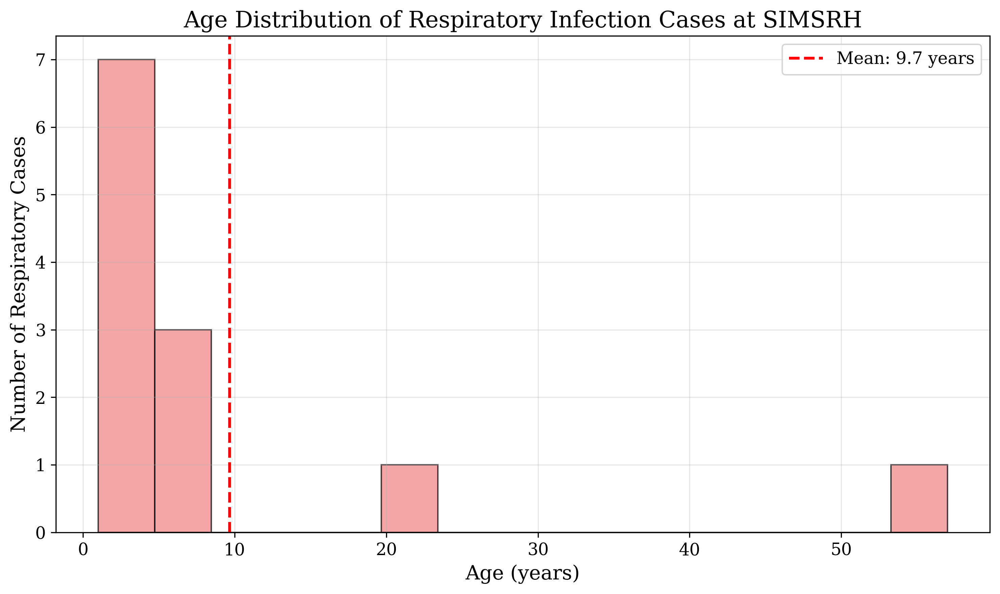 Age Distribution of Respiratory Infection Cases at SIMSRH
Mean: 9.7 years
Number of Respiratory Cases
7
6
5
4
3
2
1
0
0 10 20 30 40 50
Age (years)